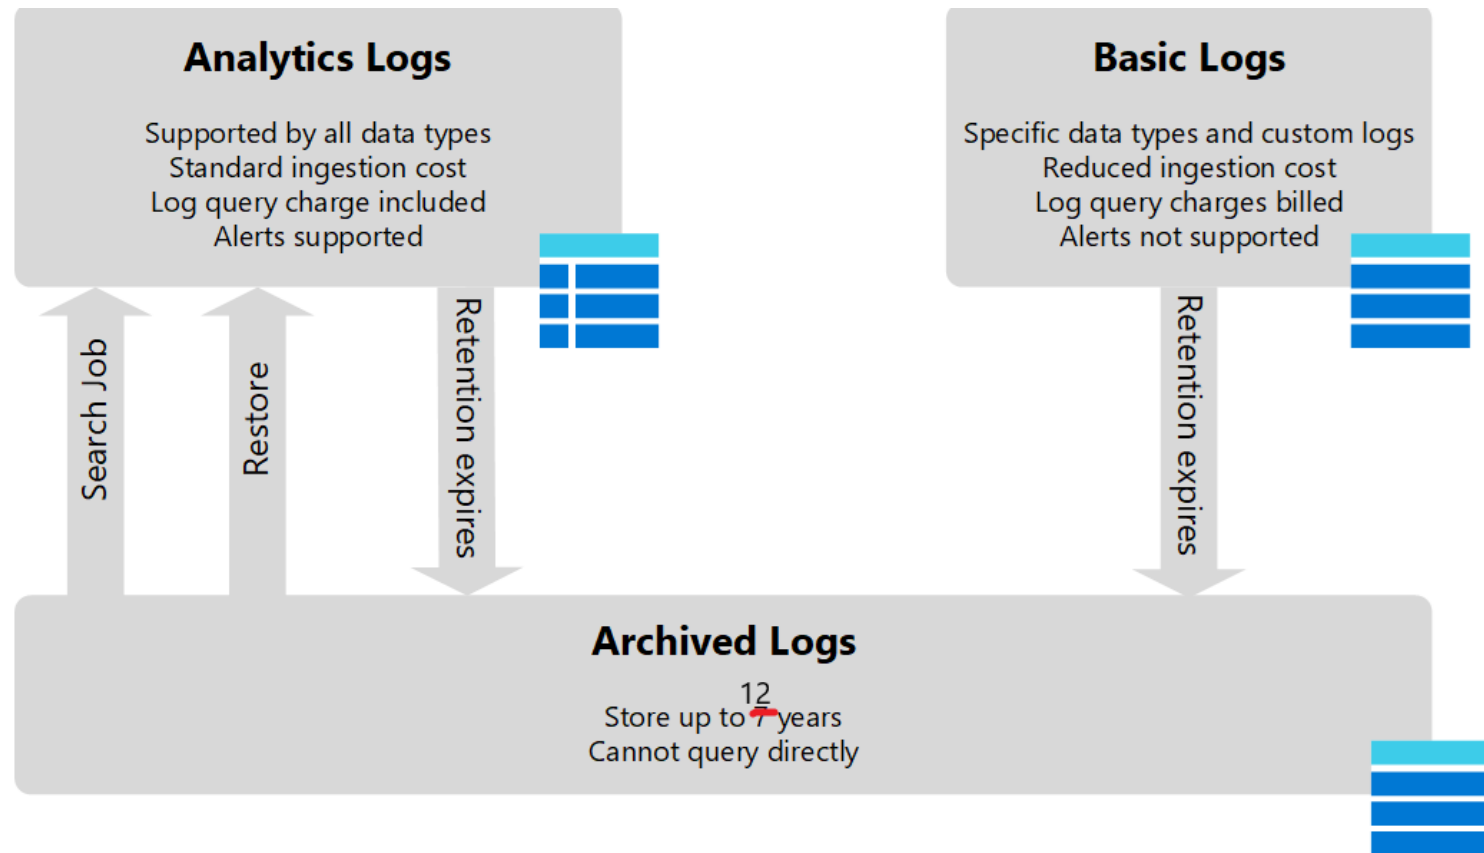 Analytics Logs
Supported by all data types
Standard ingestion cost
Log query charge included
Alerts supported
Basic Logs
Specific data types and custom logs
Reduced ingestion cost
Log query charges billed
Alerts not supported
Search Job
Restore
Retention expires
Retention expires
Archived Logs
12
Store up to 7 years
Cannot query directly